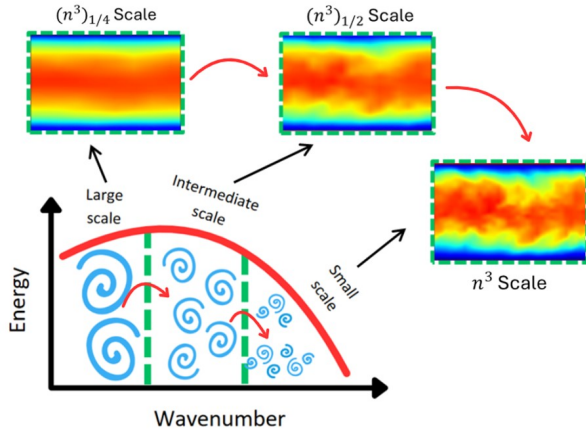 (n³)₁/₄ Scale
(n³)₁/₂ Scale
Large
scale
Intermediate
scale
Small
scale
n³ Scale
Energy
Wavenumber